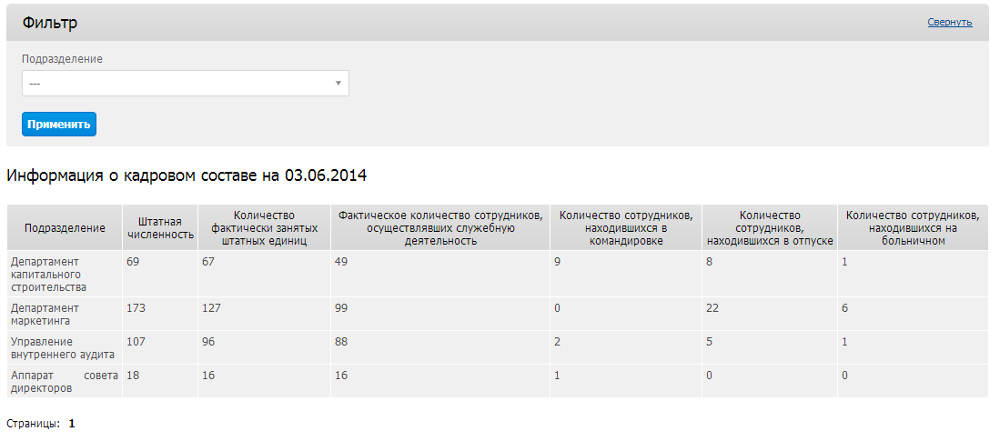 Фильтр
Свернуть
Подразделение
---
Применить
Информация о кадровом составе на 03.06.2014
Подразделение
Штатная
численность
Количество
фактически занятых
штатных единиц
Фактическое количество сотрудников,
осуществлявших служебную
деятельность
Количество сотрудников,
находившихся в
командировке
Количество
сотрудников,
находившихся в отпуске
Количество сотрудников,
находившихся на
больничном
Департамент
капитального
строительства
69
67
49
9
8
1
Департамент
маркетинга
173
127
99
0
22
6
Управление
внутреннего аудита
107
96
88
2
5
1
Аппарат совета
директоров
18
16
16
1
0
0
Страницы: 1